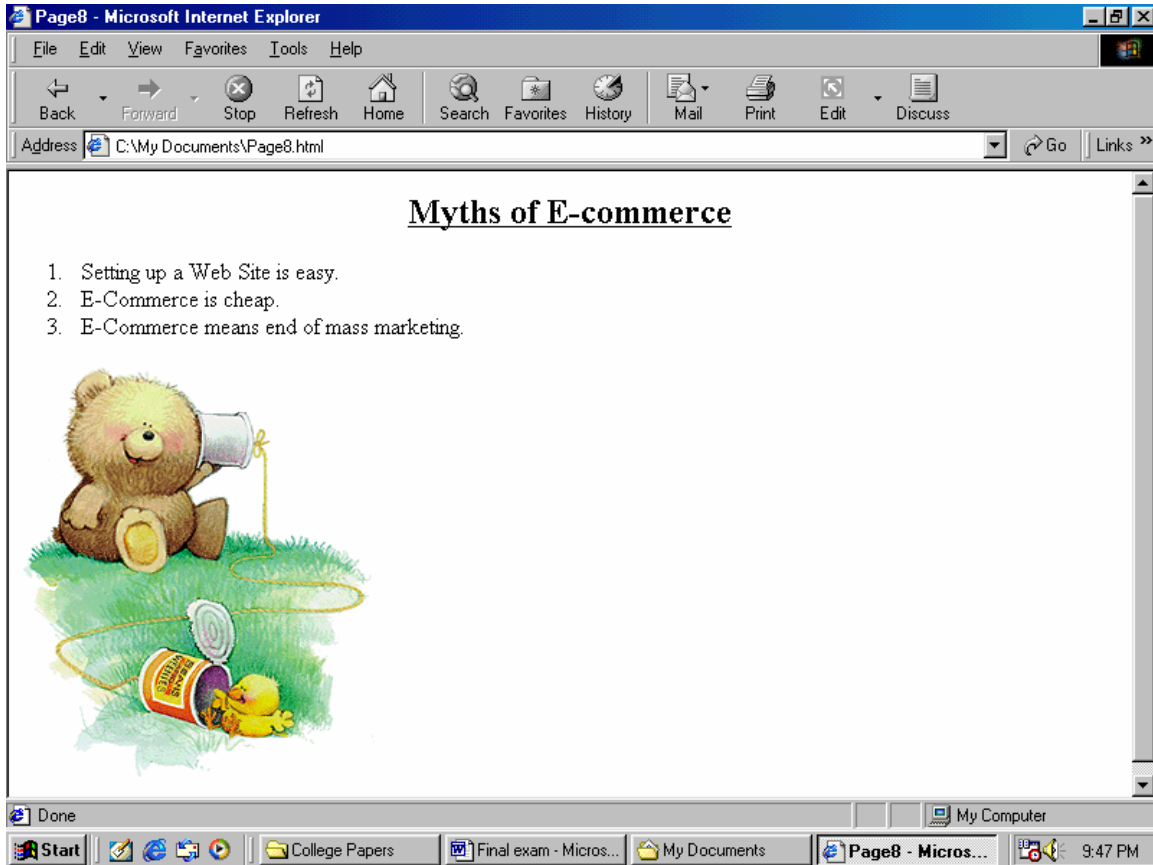 Page8 - Microsoft Internet Explorer
File Edit View Favorites Tools Help
Back Forward Stop Refresh Home Search Favorites History Mail Print Edit Discuss
Address C:\My Documents\Page8.html Go Links »
Myths of E-commerce
1. Setting up a Web Site is easy.
2. E-Commerce is cheap.
3. E-Commerce means end of mass marketing.
BEANS
WEENIES
Done My Computer
Start College Papers Final exam - Micros... My Documents Page8 - Micros... 9:47 PM